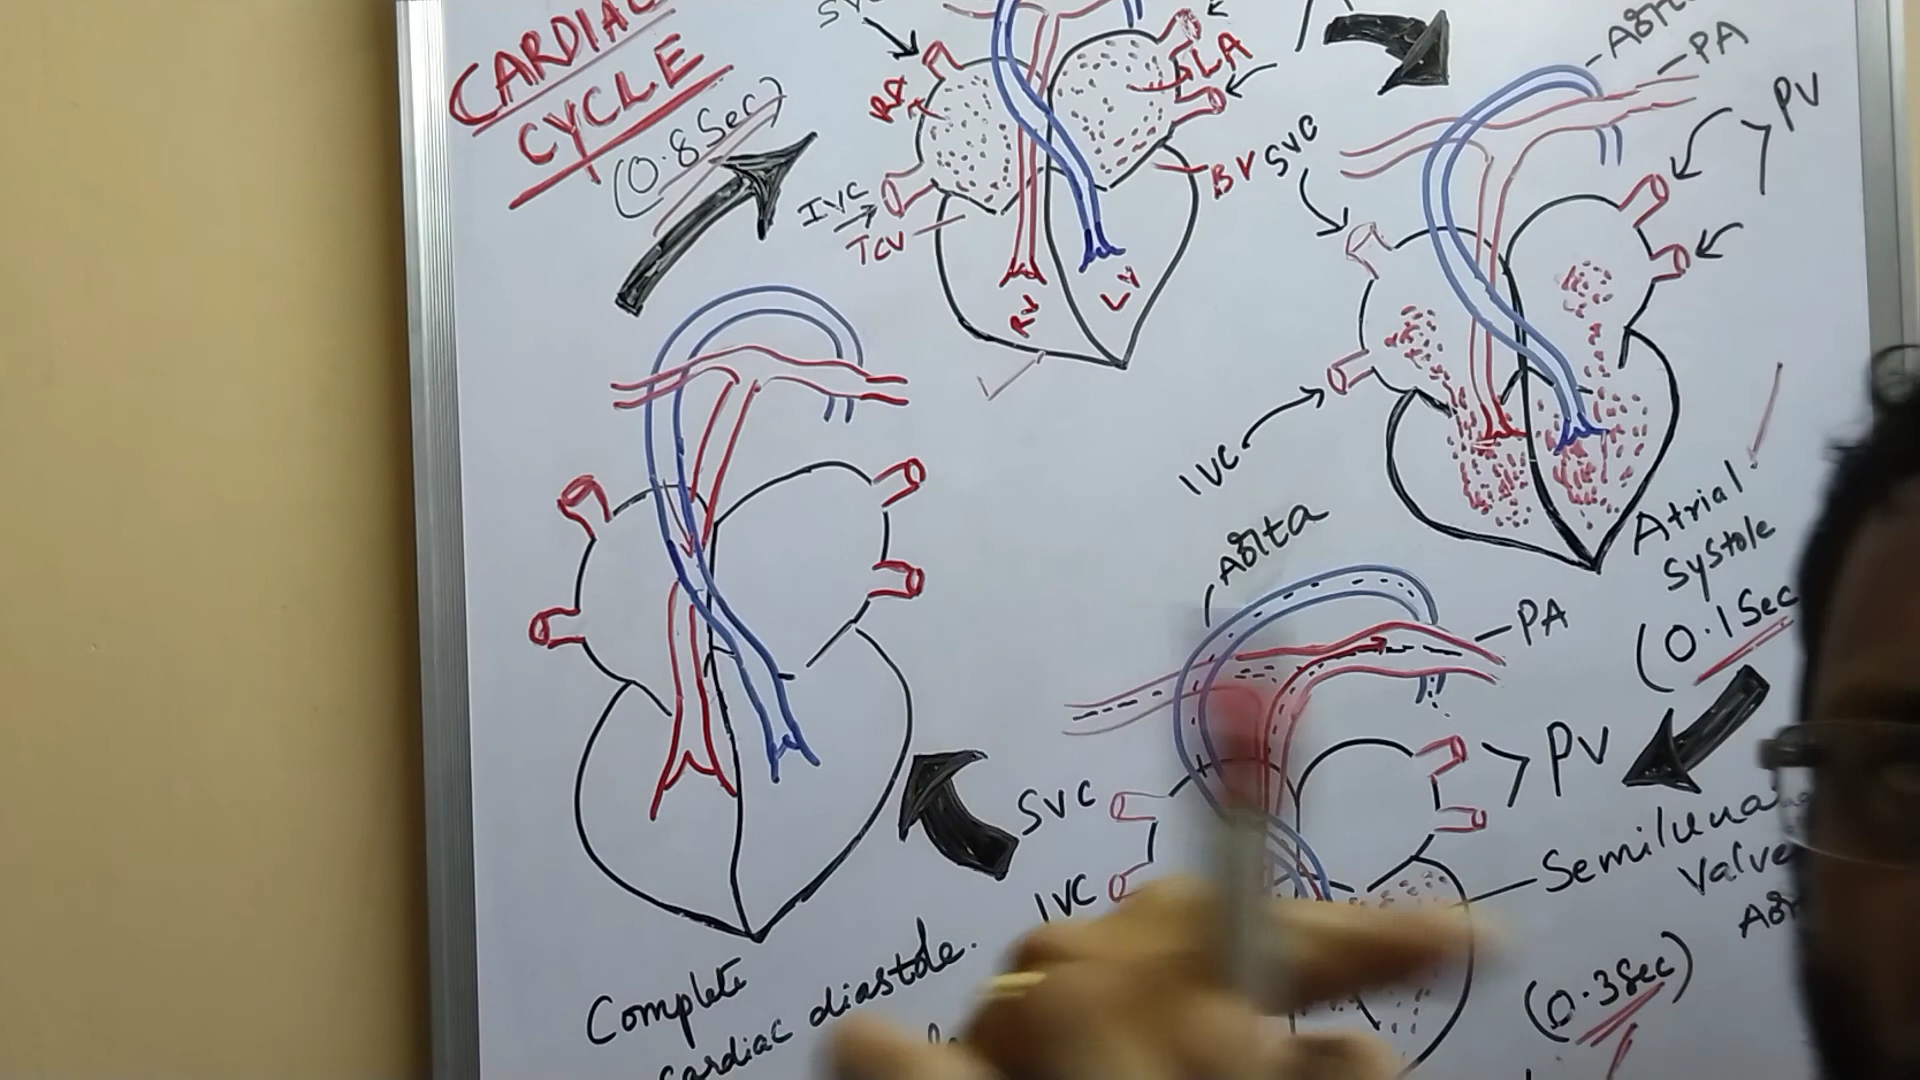 CARDIAC
CYCLE
(0.8 Sec)
SVC
RA
LA
IVC
TCV
BV
RV
LV
Aorta
PA
PV
SVC
IVC
Atrial
Systole
(0.1 Sec
Aorta
PA
PV
SVC
IVC
Semiluna
Valve
(0.3 Sec)
Complete
Cardiac diastole.